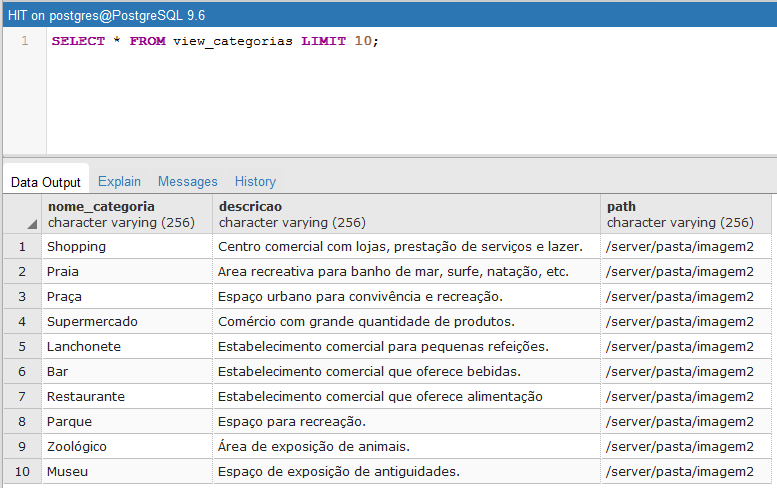 HIT on postgres@PostgreSQL 9.6
1 SELECT * FROM view_categorias LIMIT 10;
Data Output Explain Messages History
nome_categoria descricao path
character varying (256) character varying (256) character varying (256)
1 Shopping Centro comercial com lojas, prestação de serviços e lazer. /server/pasta/imagem2
2 Praia Area recreativa para banho de mar, surfe, natação, etc. /server/pasta/imagem2
3 Praça Espaço urbano para convivência e recreação. /server/pasta/imagem2
4 Supermercado Comércio com grande quantidade de produtos. /server/pasta/imagem2
5 Lanchonete Estabelecimento comercial para pequenas refeições. /server/pasta/imagem2
6 Bar Estabelecimento comercial que oferece bebidas. /server/pasta/imagem2
7 Restaurante Estabelecimento comercial que oferece alimentação /server/pasta/imagem2
8 Parque Espaço para recreação. /server/pasta/imagem2
9 Zoológico Área de exposição de animais. /server/pasta/imagem2
10 Museu Espaço de exposição de antiguidades. /server/pasta/imagem2